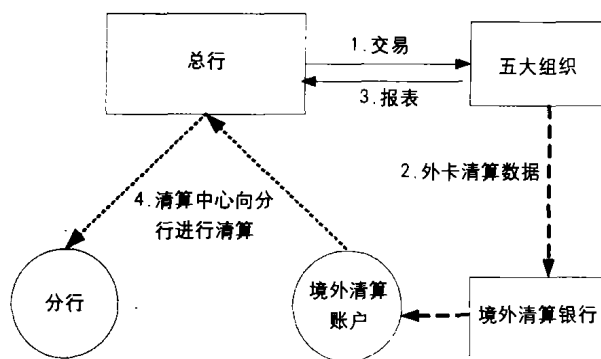 总行
1.交易
3.报表
五大组织
2.外卡清算数据
4.清算中心向分
行进行清算
分行
境外清算
账户
境外清算银行